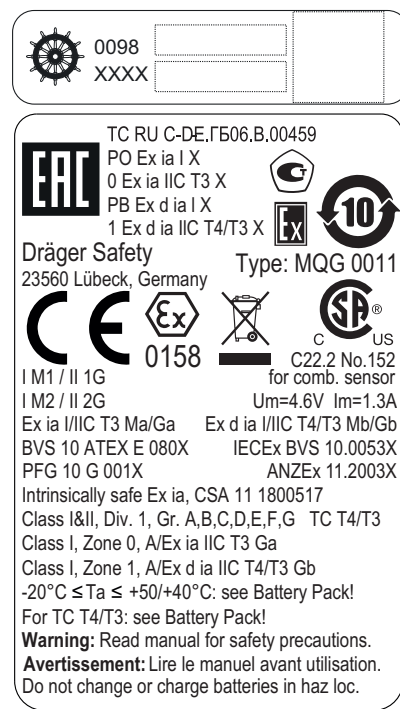 0098
XXXX
TC RU C-DE.ГБ06.B.00459
EAC
PO Ex ia I X
0 Ex ia IIC T3 X
PB Ex d ia I X
1 Ex d ia IIC T4/T3 X
Ex
10
Dräger Safety
23560 Lübeck, Germany
Type: MQG 0011
CE
Ex
0158
SA ®
C US
C22.2 No.152
I M1 / II 1G
for comb. sensor
I M2 / II 2G
Um=4.6V Im=1.3A
Ex ia I/IIC T3 Ma/Ga Ex d ia I/IIC T4/T3 Mb/Gb
BVS 10 ATEX E 080X IECEx BVS 10.0053X
PFG 10 G 001X ANZEx 11.2003X
Intrinsically safe Ex ia, CSA 11 1800517
Class I&II, Div. 1, Gr. A,B,C,D,E,F,G TC T4/T3
Class I, Zone 0, A/Ex ia IIC T3 Ga
Class I, Zone 1, A/Ex d ia IIC T4/T3 Gb
-20°C ≤ Ta ≤ +50/+40°C: see Battery Pack!
For TC T4/T3: see Battery Pack!
Warning: Read manual for safety precautions.
Avertissement: Lire le manuel avant utilisation.
Do not change or charge batteries in haz loc.